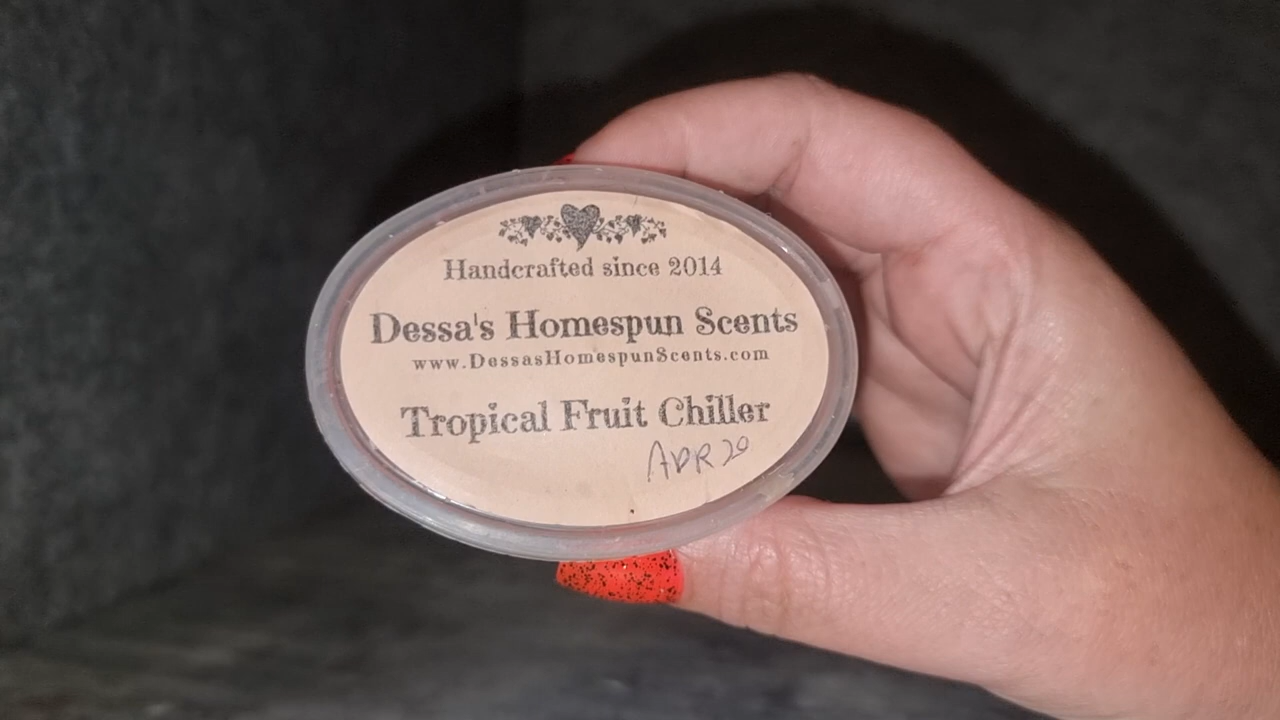 Handcrafted since 2014
Dessa's Homespun Scents
www.DessasHomespunScents.com
Tropical Fruit Chiller
APR 20